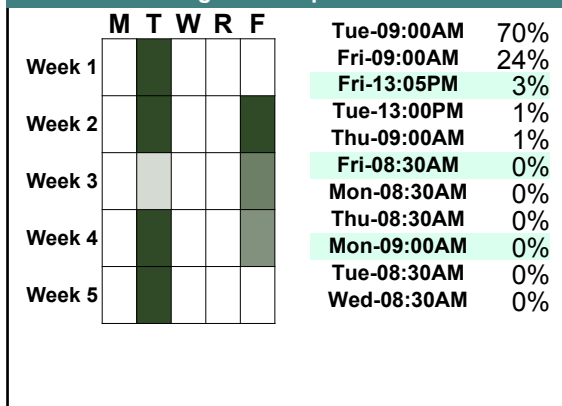 M T W R F
Week 1
Week 2
Week 3
Week 4
Week 5
Tue-09:00AM 70%
Fri-09:00AM 24%
Fri-13:05PM 3%
Tue-13:00PM 1%
Thu-09:00AM 1%
Fri-08:30AM 0%
Mon-08:30AM 0%
Thu-08:30AM 0%
Mon-09:00AM 0%
Tue-08:30AM 0%
Wed-08:30AM 0%